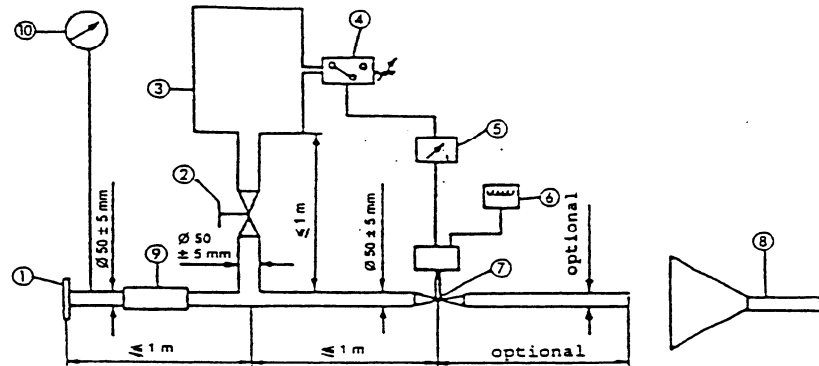 10
4
3
5
2
6
≤ 1 m
Ø 50 ± 5 mm
Ø 50
± 5 mm
Ø 50 ± 5 mm
optional
1
9
7
8
≤ 1 m
≤ 1 m
optional